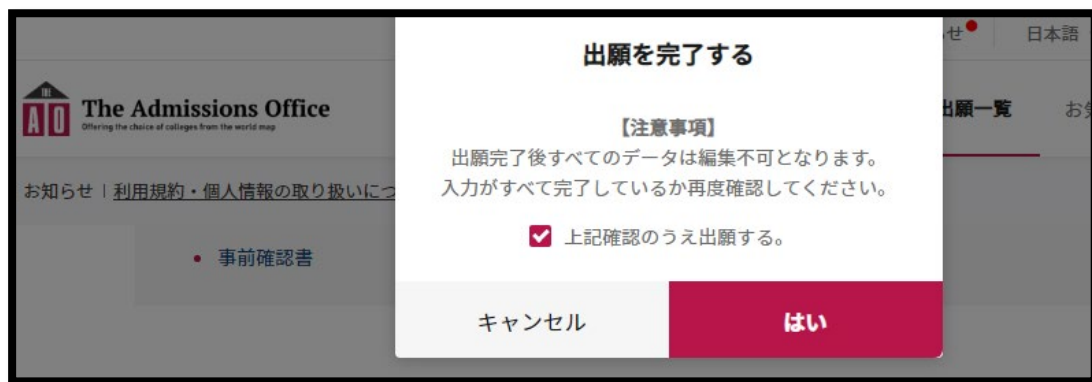 せ
日本語
出願を完了する
THE
AO
The Admissions Office
Offering the choice of colleges from the world map
出願一覧
お
【注意事項】
出願完了後すべてのデータは編集不可となります。
入力がすべて完了しているか再度確認してください。
お知らせ | 利用規約・個人情報の取り扱いにつ
上記確認のうえ出願する。
事前確認書
キャンセル
はい